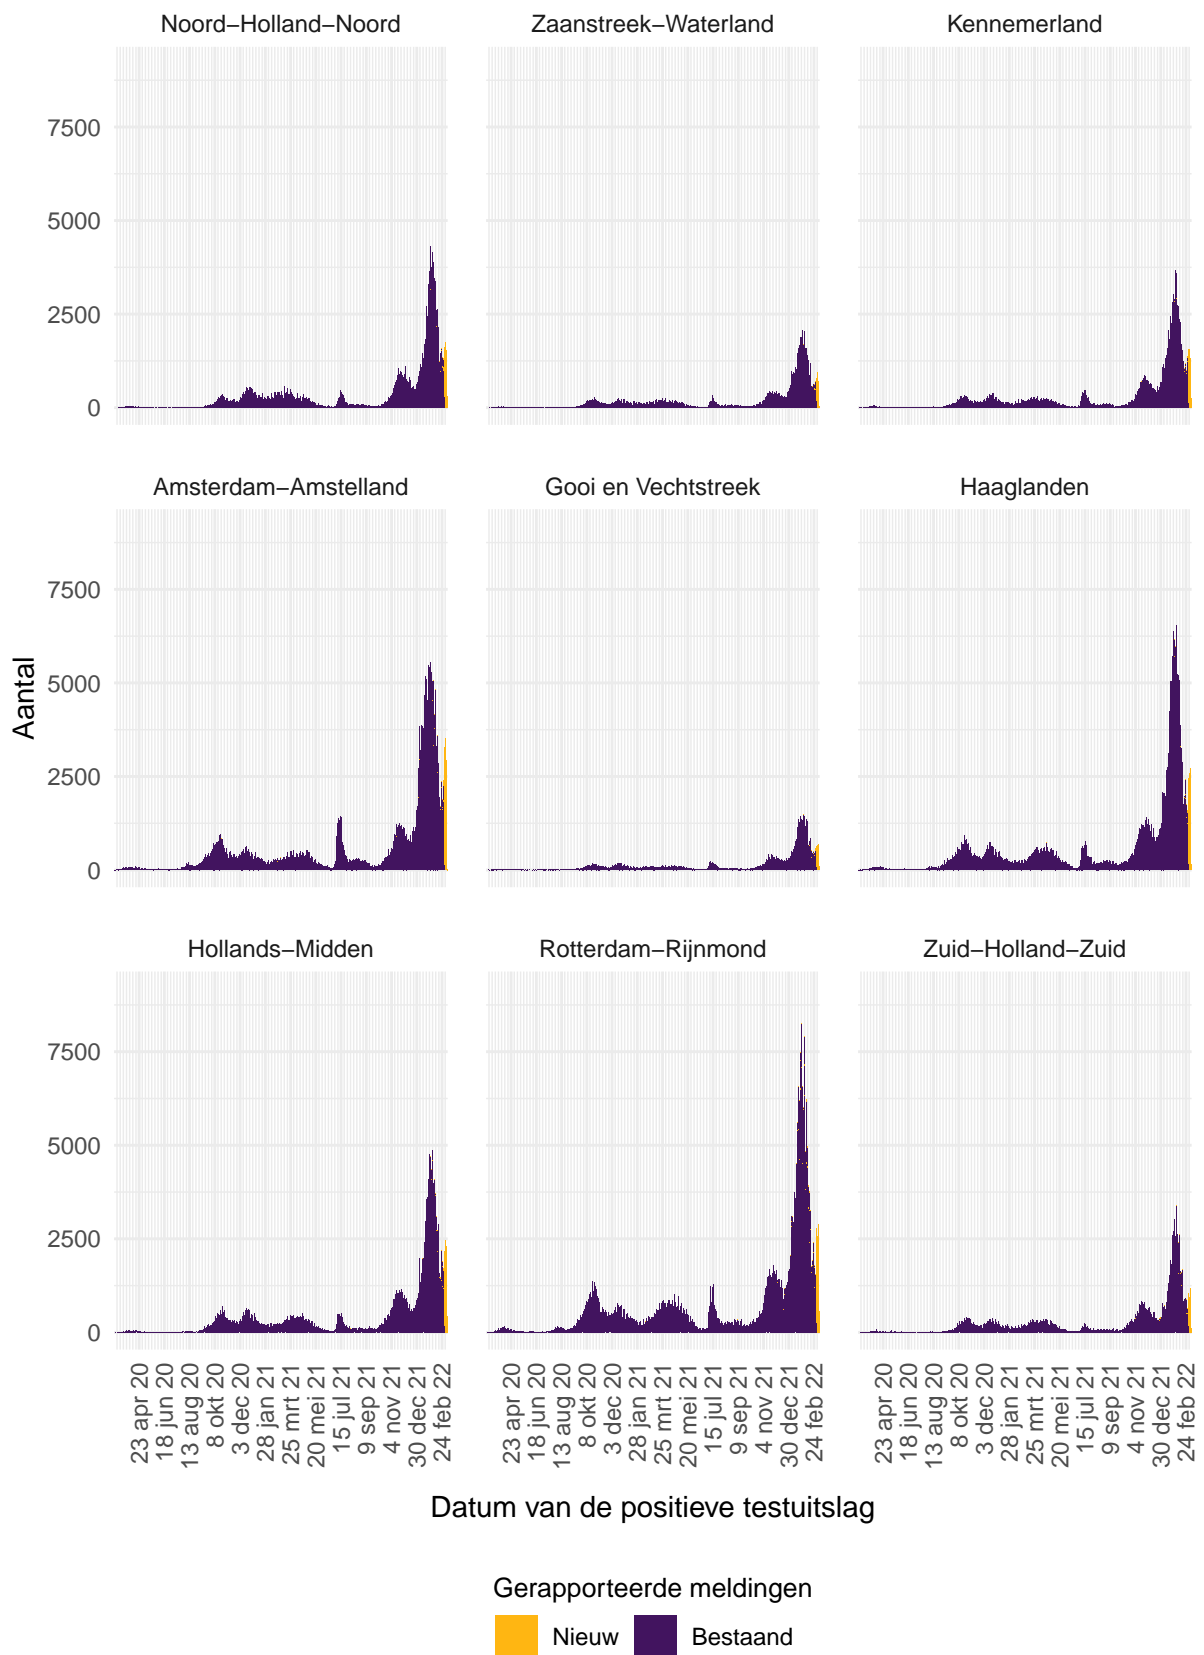 Noord−Holland−Noord
Zaanstreek−Waterland
Kennemerland
7500
5000
2500
0
Amsterdam−Amstelland
Gooi en Vechtstreek
Haaglanden
7500
5000
2500
0
Aantal
Hollands−Midden
Rotterdam−Rijnmond
Zuid−Holland−Zuid
7500
5000
2500
0
23 apr 20
18 jun 20
13 aug 20
8 okt 20
3 dec 20
28 jan 21
25 mrt 21
20 mei 21
15 jul 21
9 sep 21
4 nov 21
30 dec 21
24 feb 22
23 apr 20
18 jun 20
13 aug 20
8 okt 20
3 dec 20
28 jan 21
25 mrt 21
20 mei 21
15 jul 21
9 sep 21
4 nov 21
30 dec 21
24 feb 22
23 apr 20
18 jun 20
13 aug 20
8 okt 20
3 dec 20
28 jan 21
25 mrt 21
20 mei 21
15 jul 21
9 sep 21
4 nov 21
30 dec 21
24 feb 22
Datum van de positieve testuitslag
Gerapporteerde meldingen
Nieuw
Bestaand